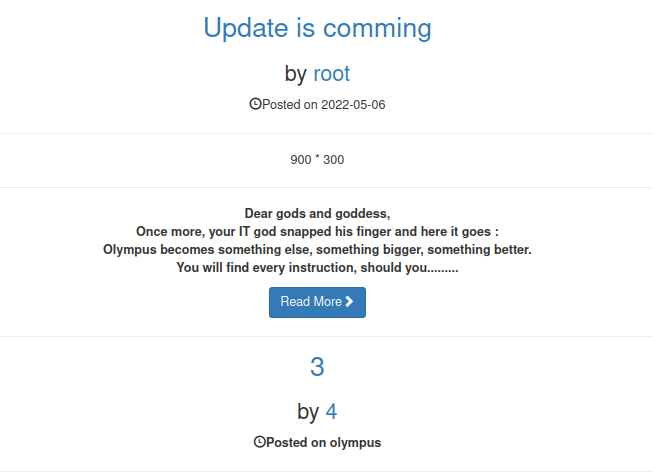 Update is comming
by root
Posted on 2022-05-06
900 * 300
Dear gods and goddess,
Once more, your IT god snapped his finger and here it goes :
Olympus becomes something else, something bigger, something better.
You will find every instruction, should you.........
Read More
3
by 4
Posted on olympus